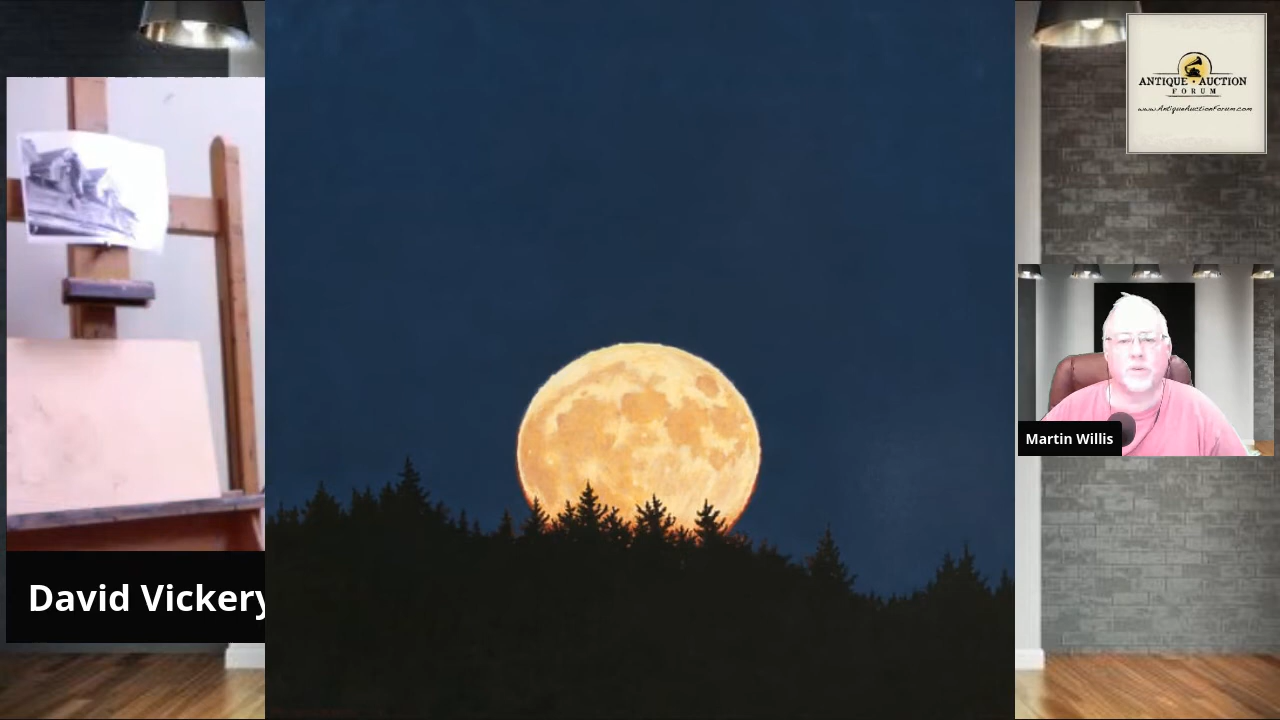 ANTIQUE • AUCTION
FORUM
www.AntiqueAuctionForum.com
Martin Willis
David Vickery